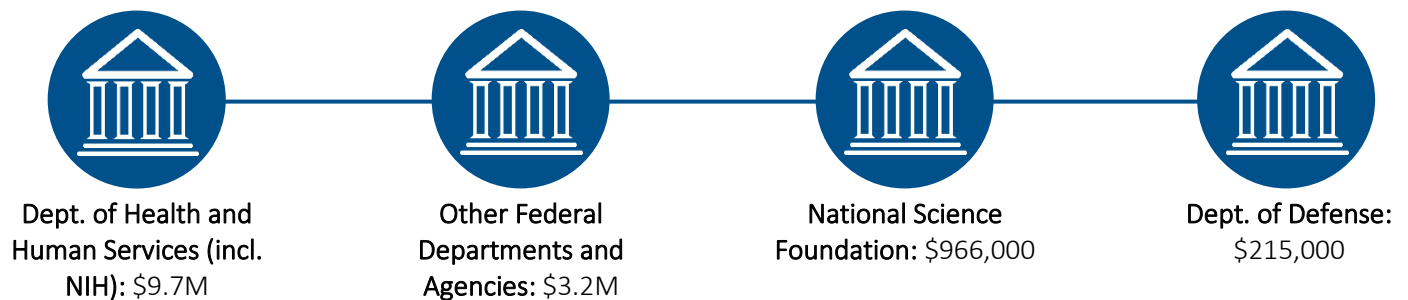 Dept. of Health and
Human Services (incl.
NIH): $9.7M
Other Federal
Departments and
Agencies: $3.2M
National Science
Foundation: $966,000
Dept. of Defense:
$215,000